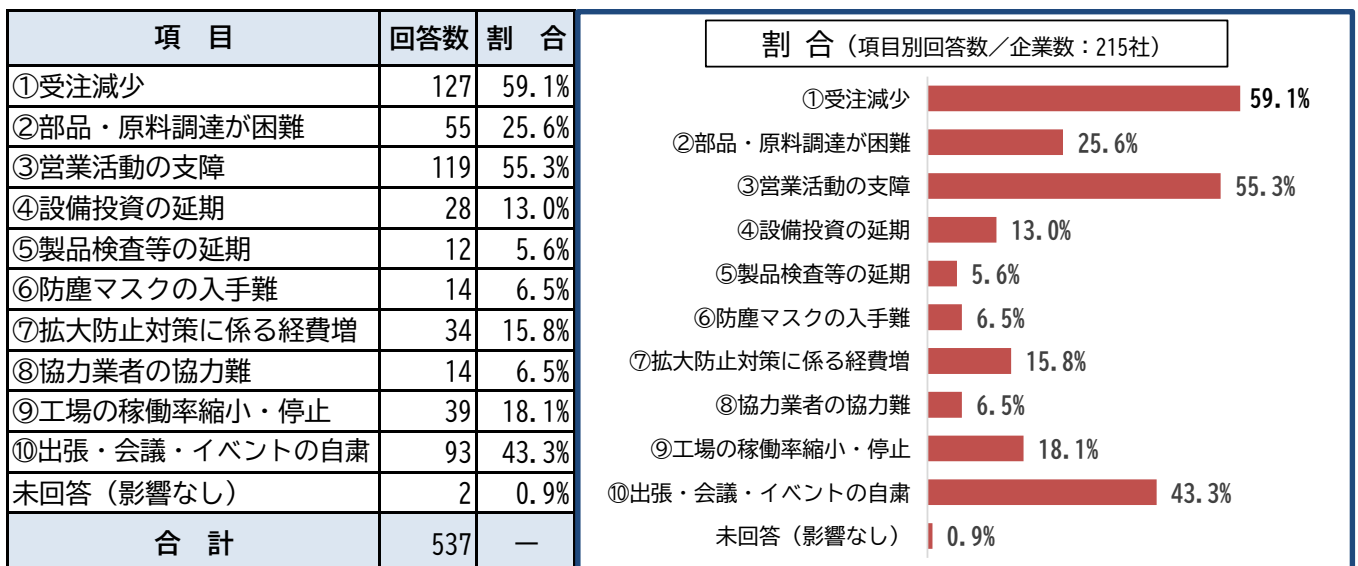 項　目 回答数 割　合
①受注減少 127 59.1%
②部品・原料調達が困難 55 25.6%
③営業活動の支障 119 55.3%
④設備投資の延期 28 13.0%
⑤製品検査等の延期 12 5.6%
⑥防塵マスクの入手難 14 6.5%
⑦拡大防止対策に係る経費増 34 15.8%
⑧協力業者の協力難 14 6.5%
⑨工場の稼働率縮小・停止 39 18.1%
⑩出張・会議・イベントの自粛 93 43.3%
未回答（影響なし） 2 0.9%
合　計 537 ―
割 合（項目別回答数／企業数：215社）
①受注減少 59.1%
②部品・原料調達が困難 25.6%
③営業活動の支障 55.3%
④設備投資の延期 13.0%
⑤製品検査等の延期 5.6%
⑥防塵マスクの入手難 6.5%
⑦拡大防止対策に係る経費増 15.8%
⑧協力業者の協力難 6.5%
⑨工場の稼働率縮小・停止 18.1%
⑩出張・会議・イベントの自粛 43.3%
未回答（影響なし） 0.9%